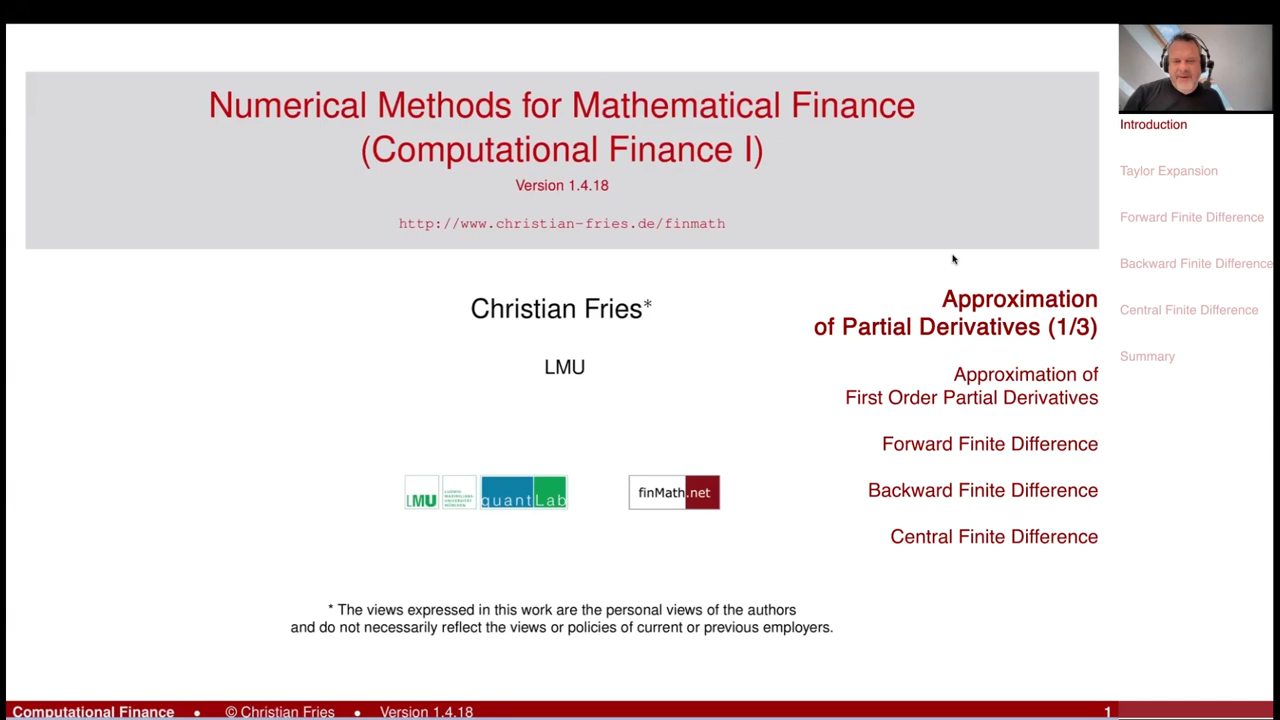 Numerical Methods for Mathematical Finance
(Computational Finance I)
Version 1.4.18
http://www.christian-fries.de/finmath
Christian Fries*
LMU
Approximation
of Partial Derivatives (1/3)
Approximation of
First Order Partial Derivatives
Forward Finite Difference
Backward Finite Difference
Central Finite Difference
LMU
LUDWIG-
MAXIMILIANS-
UNIVERSITÄT
MÜNCHEN
quantLab
finMath.net
* The views expressed in this work are the personal views of the authors
and do not necessarily reflect the views or policies of current or previous employers.
Introduction
Taylor Expansion
Forward Finite Difference
Backward Finite Difference
Central Finite Difference
Summary
Computational Finance • © Christian Fries • Version 1.4.18
1